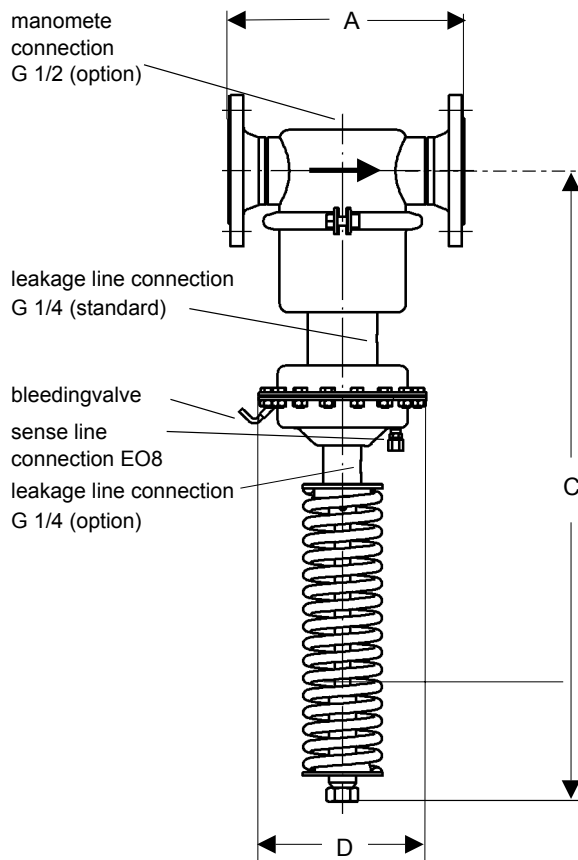 manomete
connection
G 1/2 (option)
A
leakage line connection
G 1/4 (standard)
bleedingvalve
sense line
connection EO8
leakage line connection
G 1/4 (option)
C
D